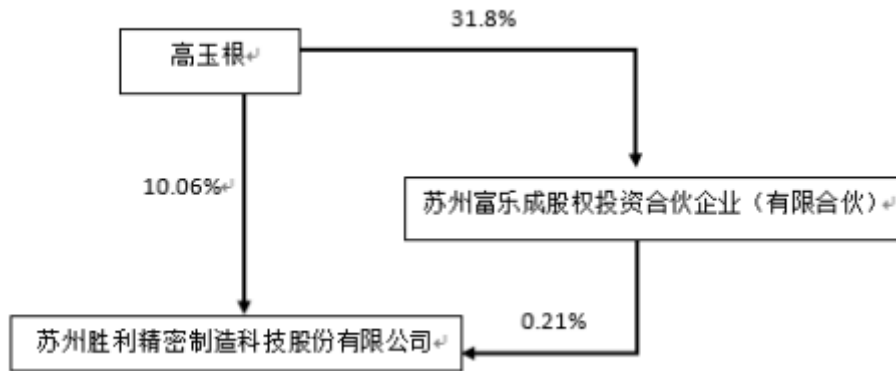 31.8%
高玉根
10.06%
苏州富乐成股权投资合伙企业（有限合伙）
0.21%
苏州胜利精密制造科技股份有限公司